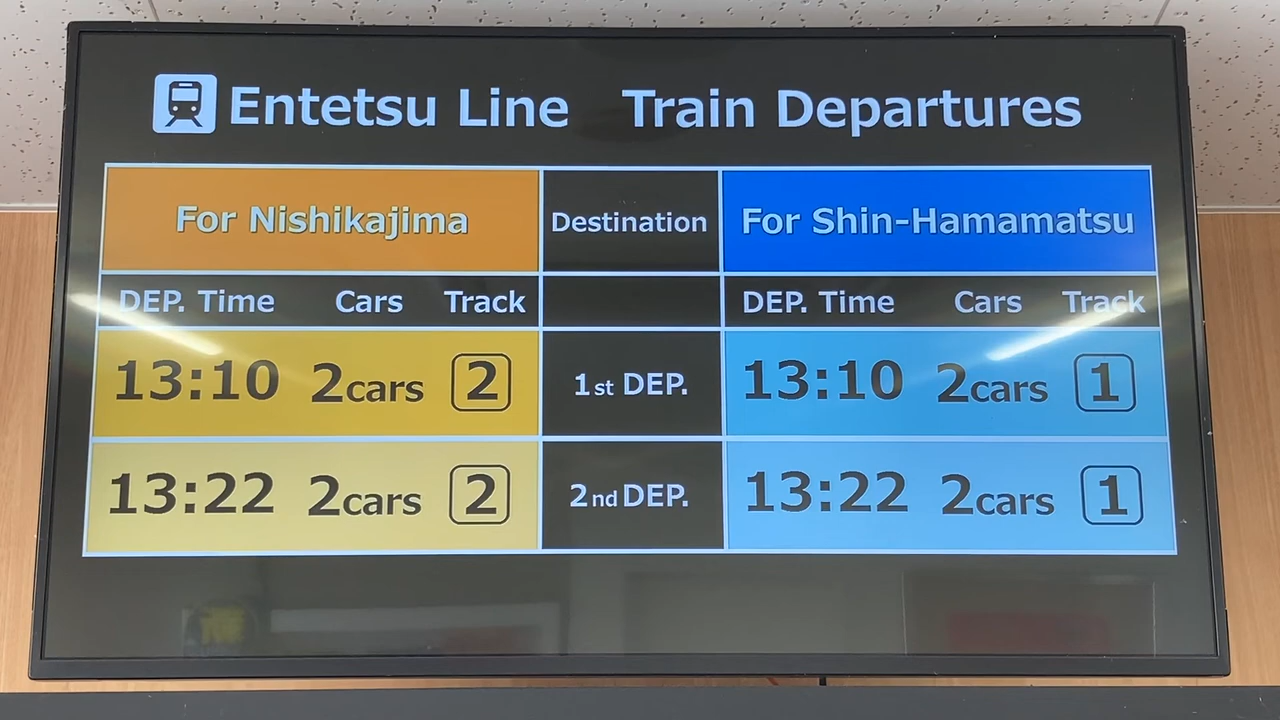 Entetsu Line Train Departures
For Nishikajima Destination For Shin-Hamamatsu
DEP. Time Cars Track DEP. Time Cars Track
13:10 2cars 2 1st DEP. 13:10 2cars 1
13:22 2cars 2 2nd DEP. 13:22 2cars 1